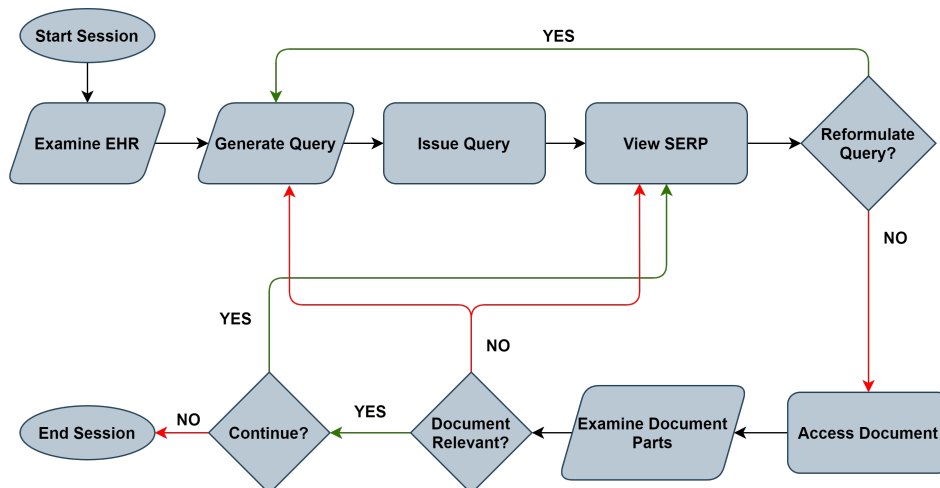 Start Session
YES
Examine EHR
Generate Query
Issue Query
View SERP
Reformulate
Query?
NO
YES
NO
End Session
NO
Continue?
YES
Document
Relevant?
Examine Document
Parts
Access Document